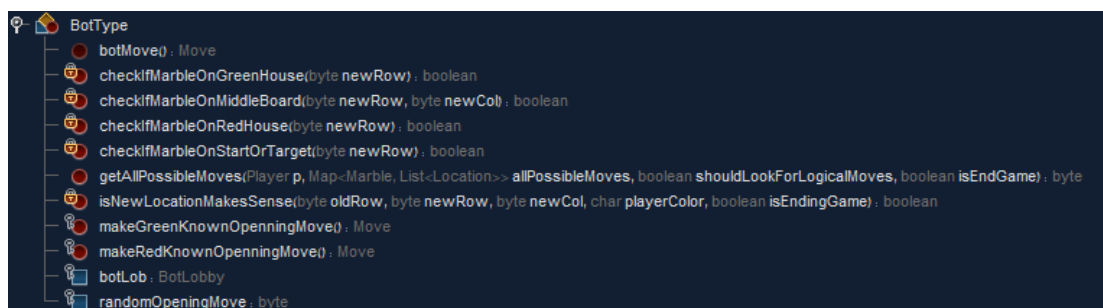 BotType
botMove() : Move
checkIfMarbleOnGreenHouse(byte newRow) : boolean
checkIfMarbleOnMiddleBoard(byte newRow, byte newCol) : boolean
checkIfMarbleOnRedHouse(byte newRow) : boolean
checkIfMarbleOnStartOrTarget(byte newRow) : boolean
getAllPossibleMoves(Player p, Map<Marble, List<Location>> allPossibleMoves, boolean shouldLookForLogicalMoves, boolean isEndGame) : byte
isNewLocationMakesSense(byte oldRow, byte newRow, byte newCol, char playerColor, boolean isEndingGame) : boolean
makeGreenKnownOpenningMove() : Move
makeRedKnownOpenningMove() : Move
botLob : BotLobby
randomOpeningMove : byte